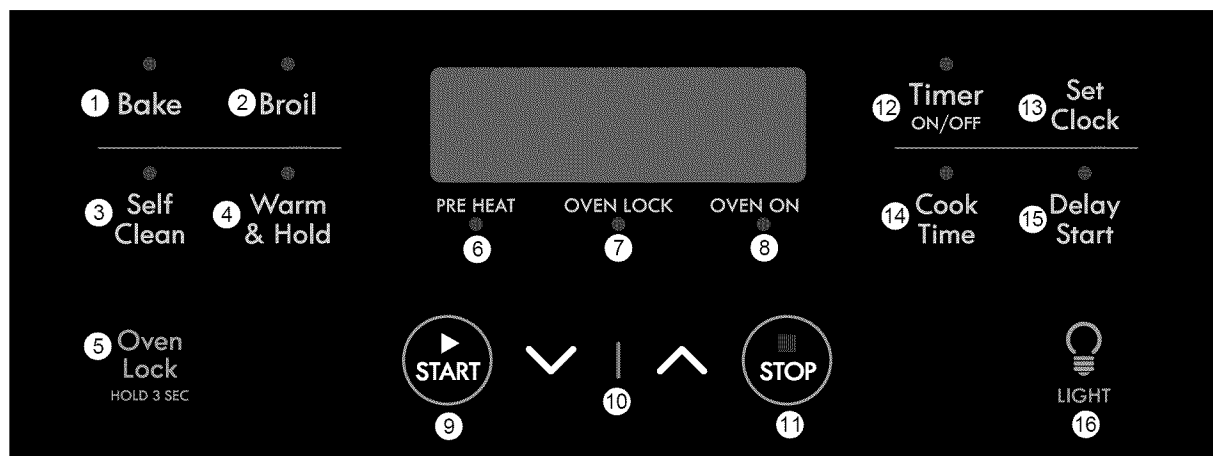 1 Bake
2 Broil
3 Self
Clean
4 Warm
& Hold
5 Oven
Lock
HOLD 3 SEC
PRE HEAT
6
OVEN LOCK
7
OVEN ON
8
START
9
10
STOP
11
12 Timer
ON/OFF
13 Set
Clock
14 Cook
Time
15 Delay
Start
LIGHT
16